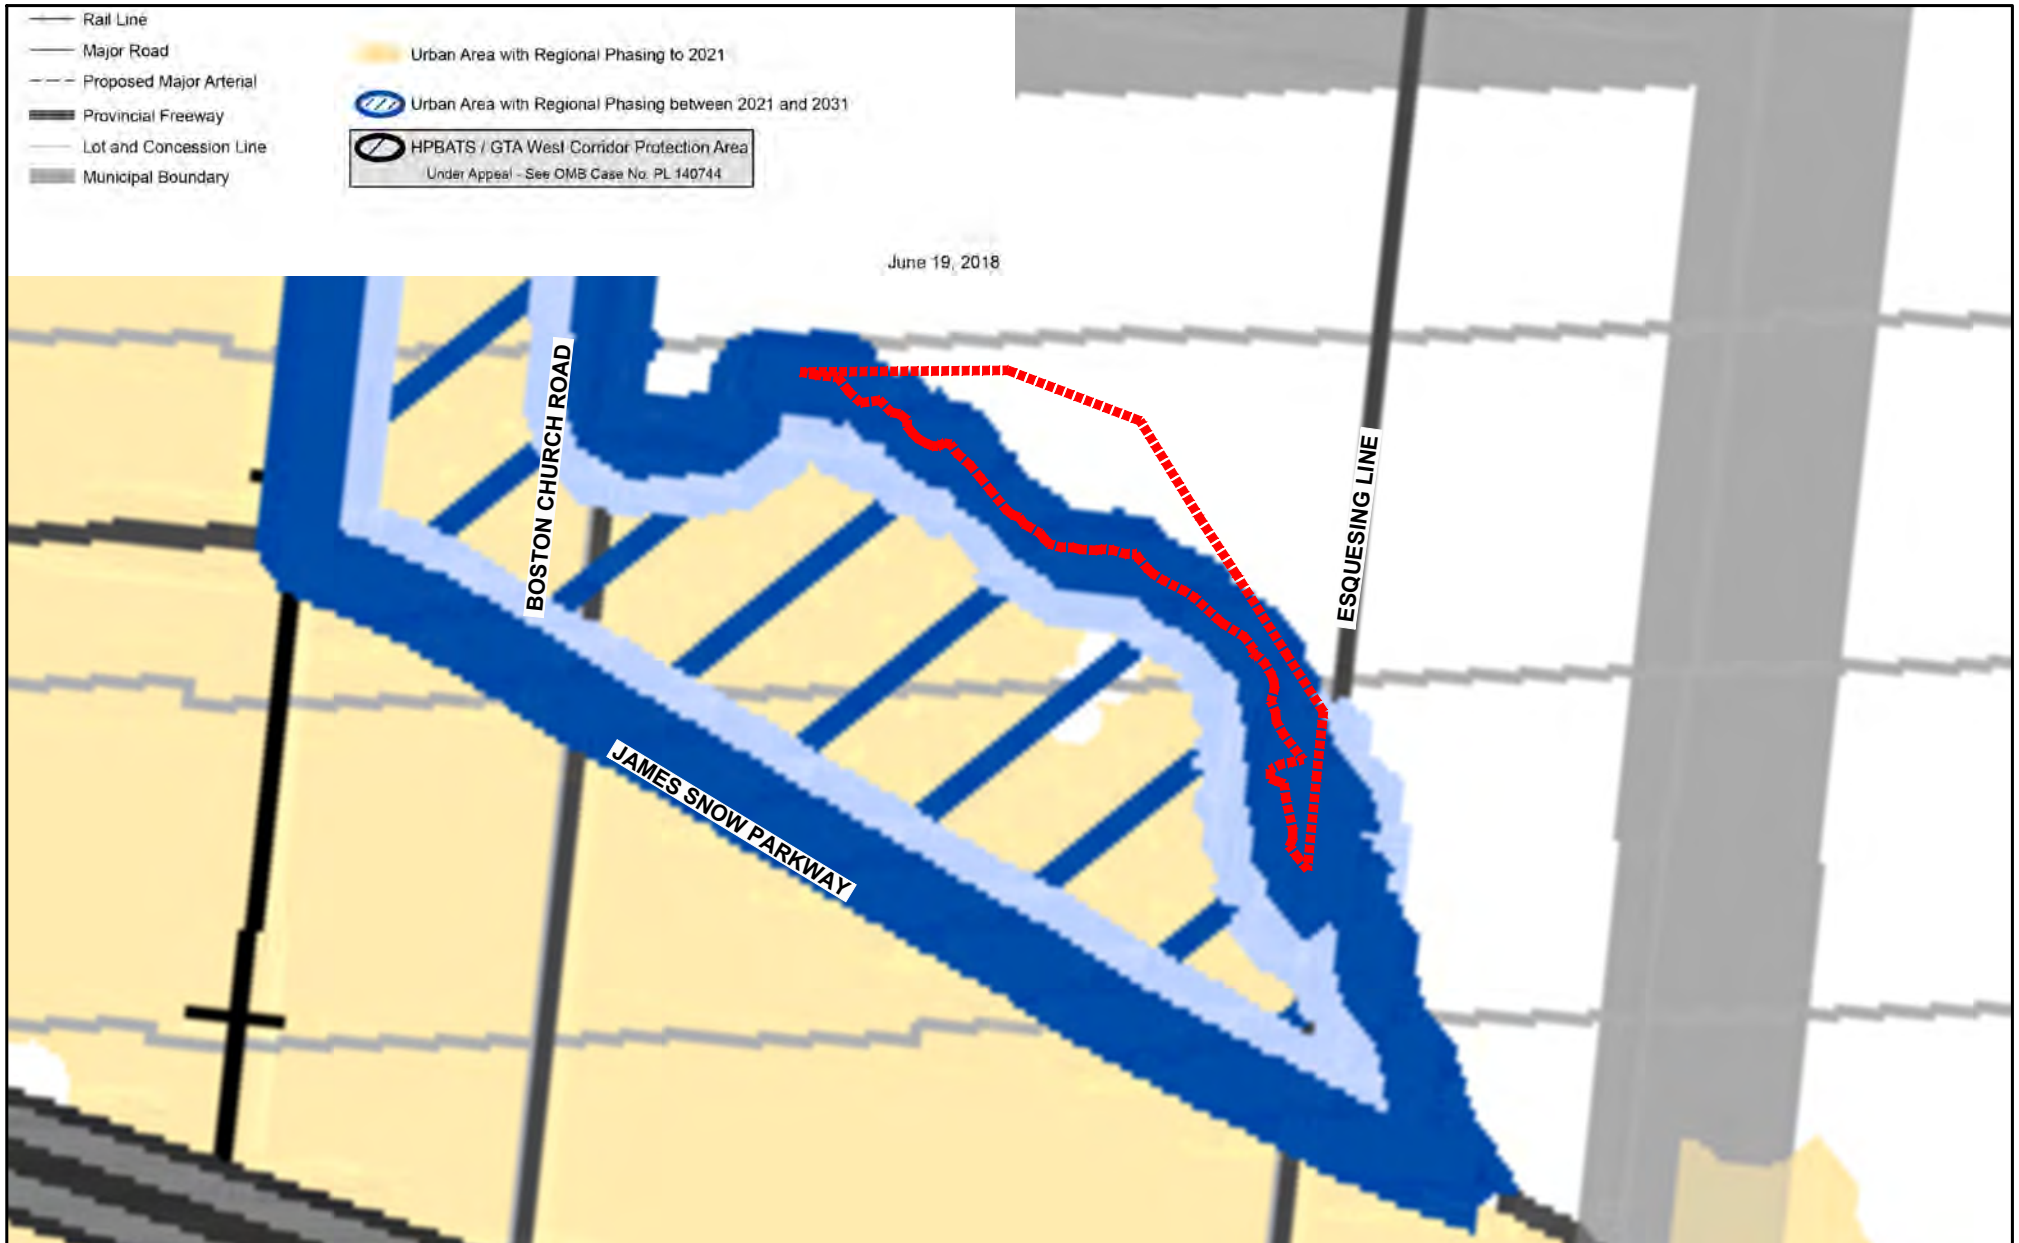 Rail Line
Major Road
Proposed Major Arterial
Provincial Freeway
Lot and Concession Line
Municipal Boundary
Urban Area with Regional Phasing to 2021
Urban Area with Regional Phasing between 2021 and 2031
HPBATS / GTA West Corridor Protection Area
Under Appeal - See OMB Case No. PL 140744
June 19, 2018
BOSTON CHURCH ROAD
ESQUESING LINE
JAMES SNOW PARKWAY